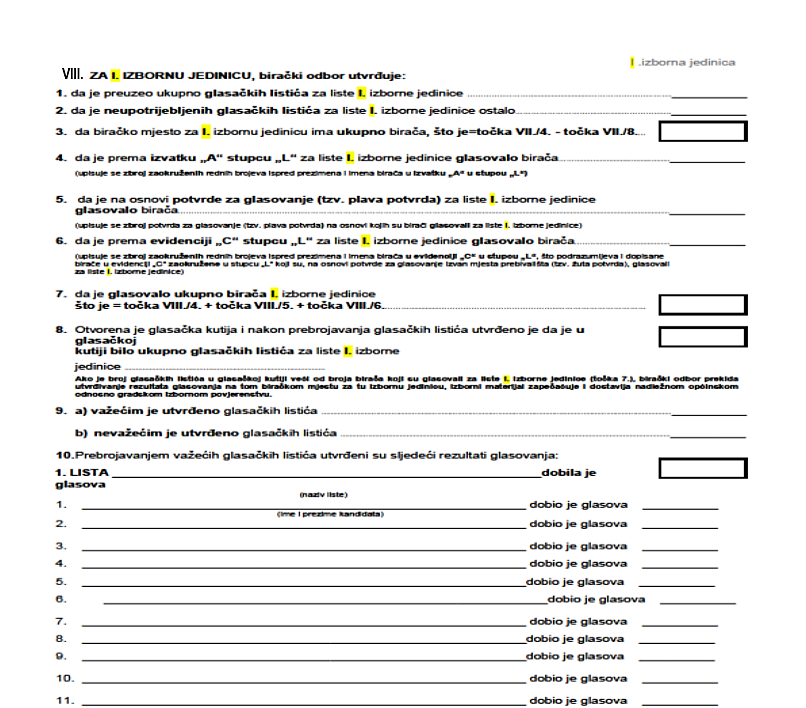 I .izborna jedinica
VIII. ZA I. IZBORNU JEDINICU, birački odbor utvrđuje:
1. da je preuzeo ukupno glasačkih listića za liste I. izborne jedinice
2. da je neupotrijebljenih glasačkih listića za liste I. izborne jedinice ostalo
3. da biračko mjesto za I. izbornu jedinicu ima ukupno birača, što je=točka VII./4. - točka VII./8.
4. da je prema izvatku „A“ stupcu „L“ za liste I. izborne jedinice glasovalo birača
(upisuje se zbroj zaokruženih rednih brojeva ispred prezimena i imena birača u izvatku „A“ u stupcu „L“)
5. da je na osnovi potvrde za glasovanje (tzv. plava potvrda) za liste I. izborne jedinice
glasovalo birača
(upisuje se zbroj potvrda za glasovanje (tzv. plava potvrda) na osnovi kojih su birači glasovali za liste I. izborne jedinice)
6. da je prema evidenciji „C“ stupcu „L“ za liste I. izborne jedinice glasovalo birača
(upisuje se zbroj zaokruženih rednih brojeva ispred prezimena i imena birača u evidenciji „C“ u stupcu „L“, što podrazumijeva i dopisane
birače u evidenciji „C“ zaokružene u stupcu „L“ koji su, na osnovi potvrde za glasovanje izvan mjesta prebivališta (tzv. žuta potvrda), glasovali
za liste I. izborne jedinice)
7. da je glasovalo ukupno birača I. izborne jedinice
što je = točka VIII./4. + točka VIII./5. + točka VIII./6.
8. Otvorena je glasačka kutija i nakon prebrojavanja glasačkih listića utvrđeno je da je u
glasačkoj
kutiji bilo ukupno glasačkih listića za liste I. izborne
jedinice
Ako je broj glasačkih listića u glasačkoj kutiji veći od broja birača koji su glasovali za liste I. izborne jedinice (točka 7.), birački odbor prekida
utvrđivanje rezultata glasovanja na tom biračkom mjestu za tu izbornu jedinicu, izborni materijal zapečaćuje i dostavlja nadležnom općinskom
odnosno gradskom izbornom povjerenstvu.
9. a) važećim je utvrđeno glasačkih listića
b) nevažećim je utvrđeno glasačkih listića
10.Prebrojavanjem važećih glasačkih listića utvrđeni su sljedeći rezultati glasovanja:
1. LISTA dobila je
glasova
(naziv liste)
1. dobio je glasova
(ime i prezime kandidata)
2. dobio je glasova
3. dobio je glasova
4. dobio je glasova
5. dobio je glasova
6. dobio je glasova
7. dobio je glasova
8. dobio je glasova
9. dobio je glasova
10. dobio je glasova
11. dobio je glasova